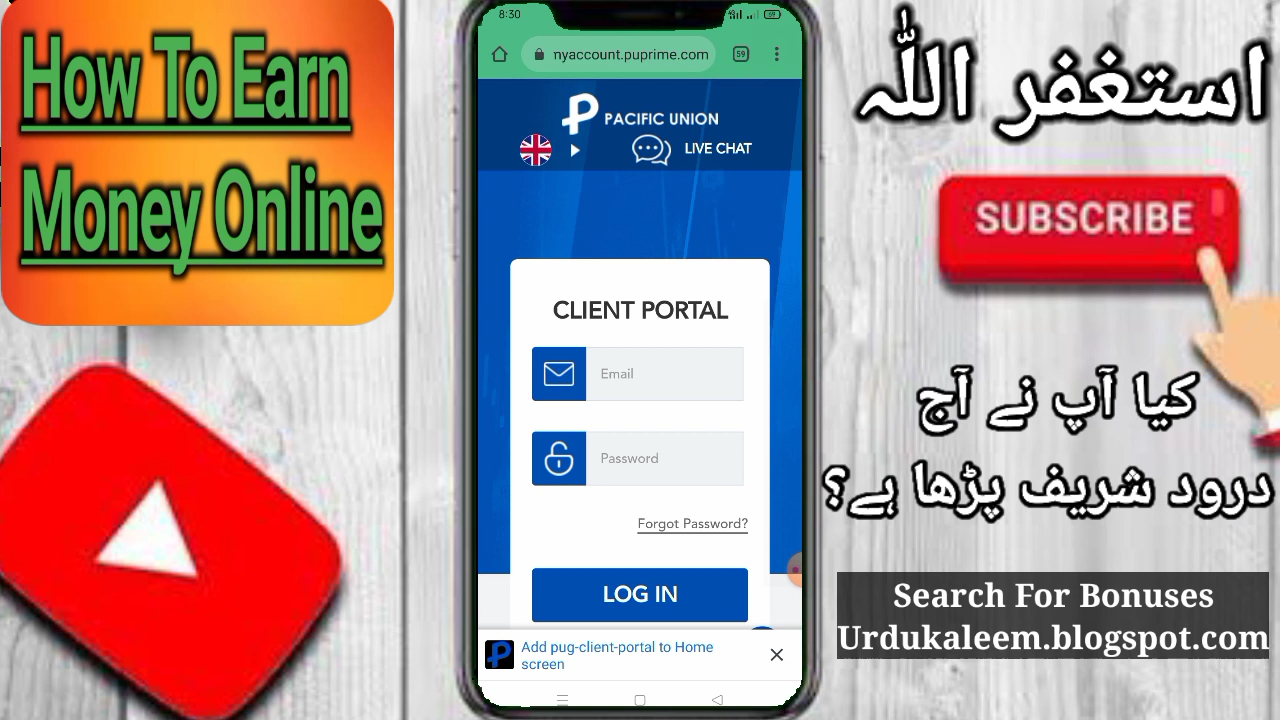 How To Earn
Money Online
8:30
69
nyaccount.puprime.com
59
PACIFIC UNION
LIVE CHAT
CLIENT PORTAL
Email
Password
Forgot Password?
LOG IN
Add pug-client-portal to Home
screen
استغفر اللہ
SUBSCRIBE
کیا آپ نے آج
درود شریف پڑھا ہے؟
Search For Bonuses
Urdukaleem.blogspot.com